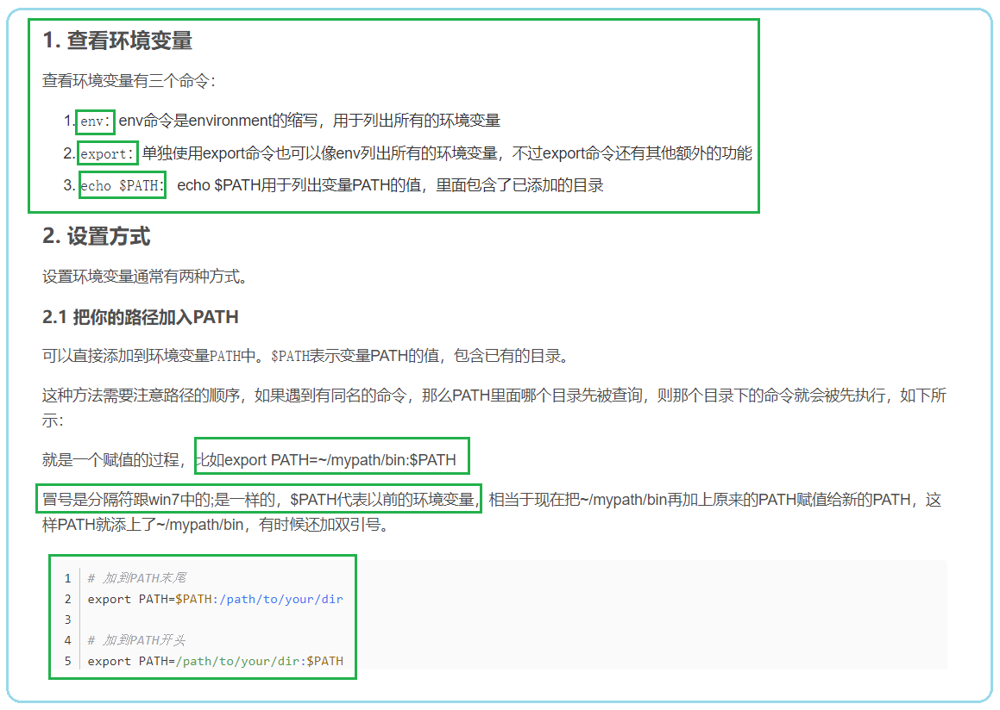 1. 查看环境变量
查看环境变量有三个命令：
1. env： env命令是environment的缩写，用于列出所有的环境变量
2. export： 单独使用export命令也可以像env列出所有的环境变量，不过export命令还有其他额外的功能
3. echo $PATH： echo $PATH用于列出变量PATH的值，里面包含了已添加的目录
2. 设置方式
设置环境变量通常有两种方式。
2.1 把你的路径加入PATH
可以直接添加到环境变量PATH中。$PATH表示变量PATH的值，包含已有的目录。
这种方法需要注意路径的顺序，如果遇到有同名的命令，那么PATH里面哪个目录先被查询，则那个目录下的命令就会被先执行，如下所
示：
就是一个赋值的过程，比如export PATH=~/mypath/bin:$PATH
冒号是分隔符跟win7中的;是一样的，$PATH代表以前的环境变量，相当于现在把~/mypath/bin再加上原来的PATH赋值给新的PATH，这
样PATH就添上了~/mypath/bin，有时候还加双引号。
1 # 加到PATH末尾
2 export PATH=$PATH:/path/to/your/dir
3
4 # 加到PATH开头
5 export PATH=/path/to/your/dir:$PATH